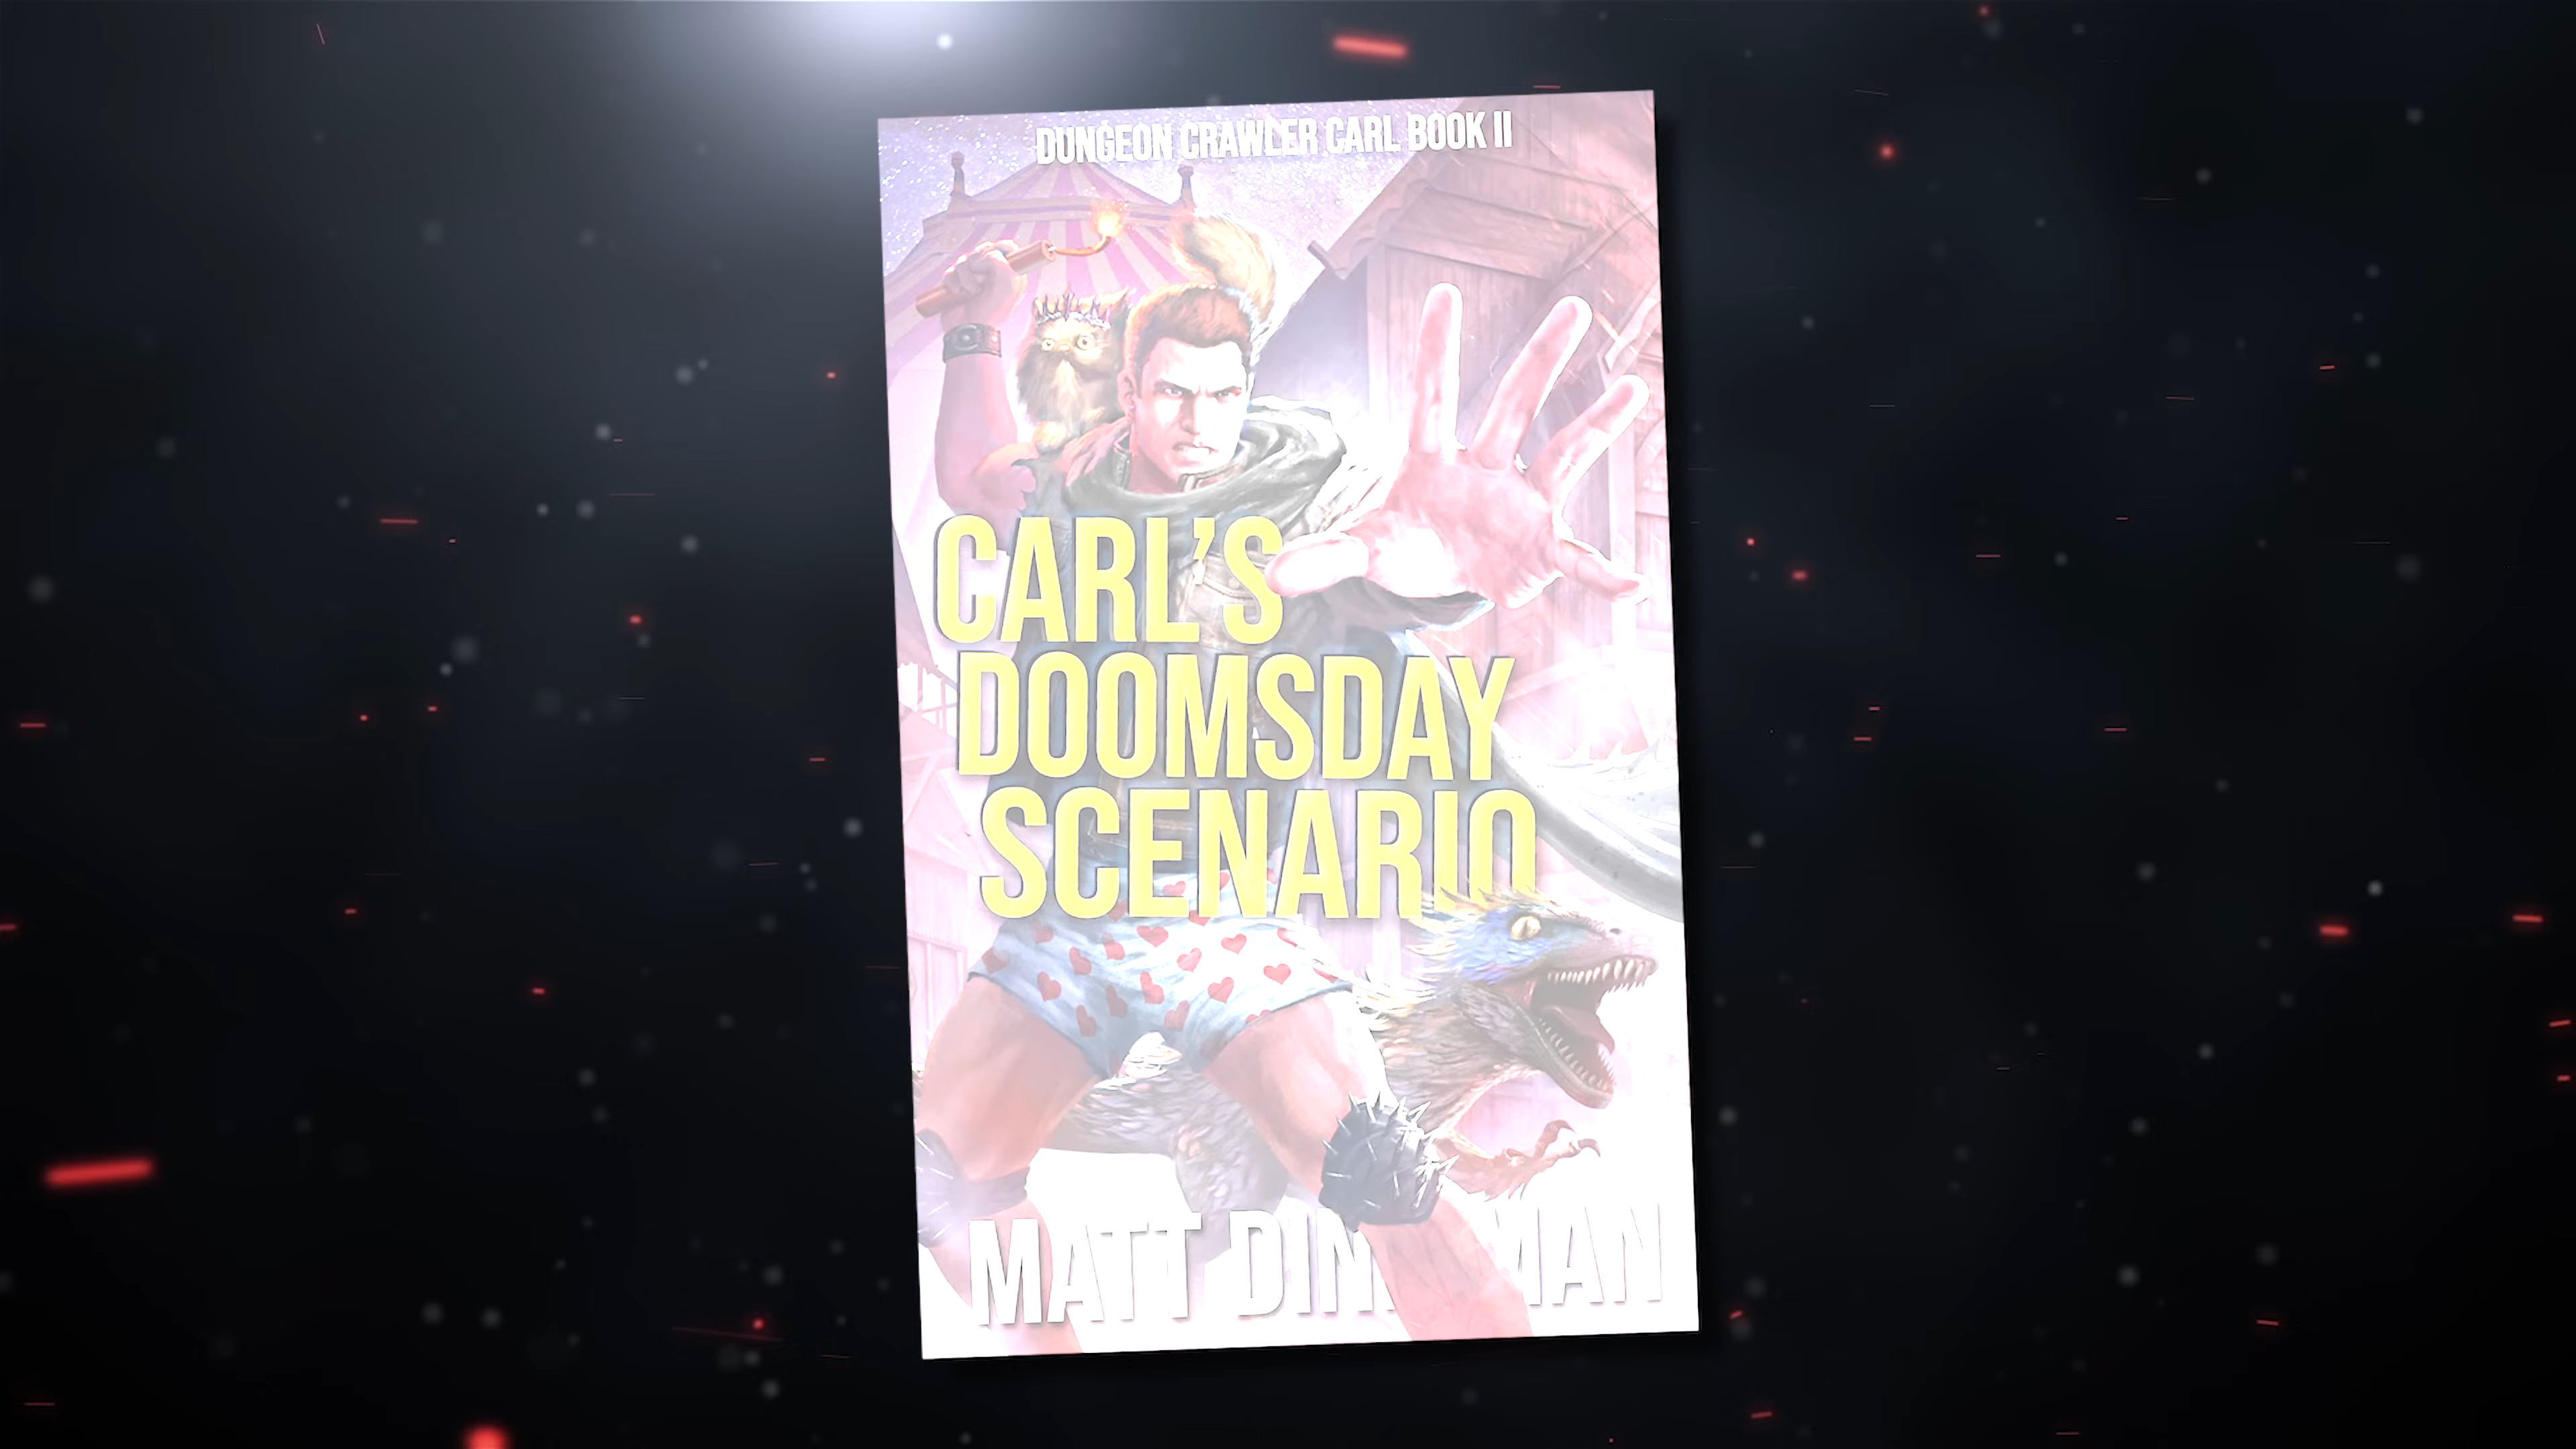 DUNGEON CRAWLER CARL BOOK II
CARL'S
DOOMSDAY
SCENARIO
MATT